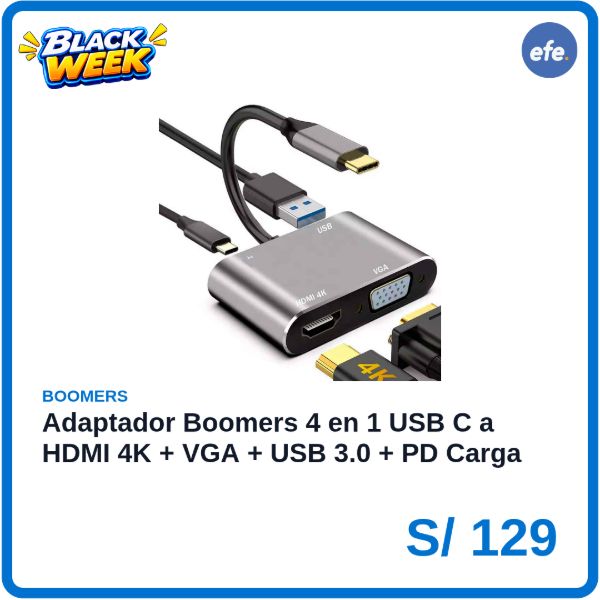 BLACK
WEEK
efe.
USB
VGA
HDMI 4K
4K
BOOMERS
Adaptador Boomers 4 en 1 USB C a
HDMI 4K + VGA + USB 3.0 + PD Carga
S/ 129